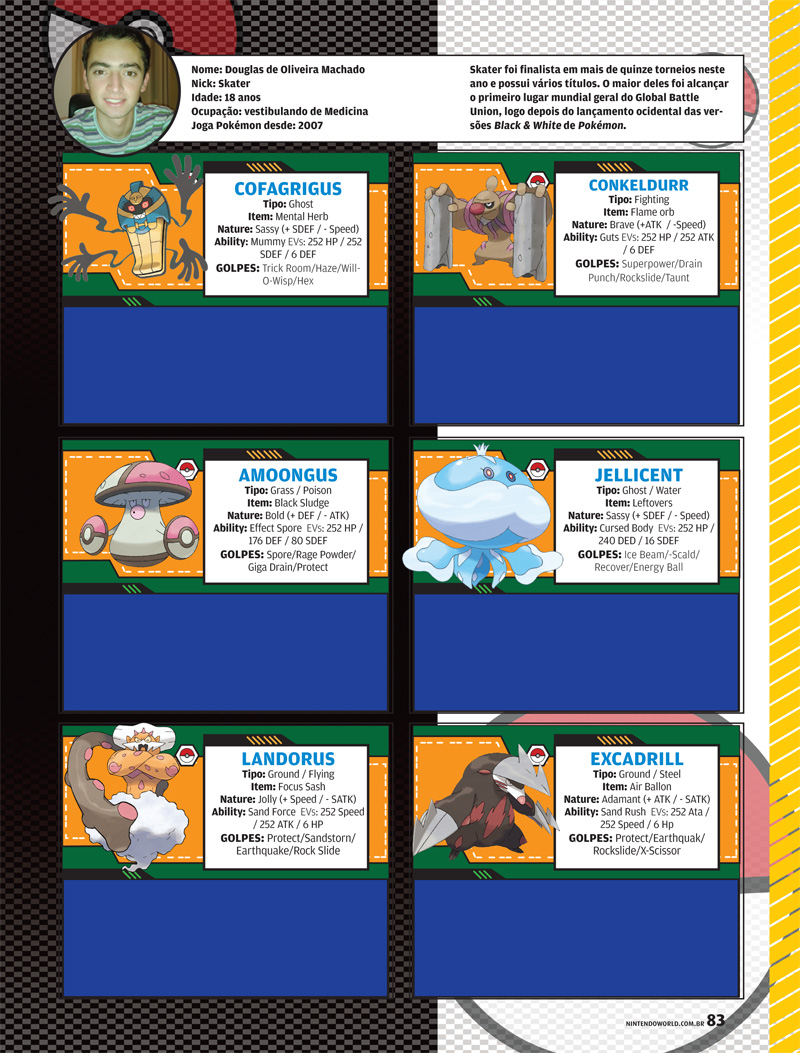 Nome: Douglas de Oliveira Machado
Nick: Skater
Idade: 18 anos
Ocupação: vestibulando de Medicina
Joga Pokémon desde: 2007
Skater foi finalista em mais de quinze torneios neste
ano e possui vários títulos. O maior deles foi alcançar
o primeiro lugar mundial geral do Global Battle
Union, logo depois do lançamento ocidental das ver-
sões Black & White de Pokémon.
COFAGRIGUS
Tipo: Ghost
Item: Mental Herb
Nature: Sassy (+ SDEF / - Speed)
Ability: Mummy EVs: 252 HP / 252
SDEF / 6 DEF
GOLPES: Trick Room/Haze/Will-
O-Wisp/Hex
CONKELDURR
Tipo: Fighting
Item: Flame orb
Nature: Brave (+ATK / -Speed)
Ability: Guts EVs: 252 HP / 252 ATK
/ 6 DEF
GOLPES: Superpower/Drain
Punch/Rockslide/Taunt
AMOONGUS
Tipo: Grass / Poison
Item: Black Sludge
Nature: Bold (+ DEF / - ATK)
Ability: Effect Spore EVs: 252 HP /
176 DEF / 80 SDEF
GOLPES: Spore/Rage Powder/
Giga Drain/Protect
JELLICENT
Tipo: Ghost / Water
Item: Leftovers
Nature: Sassy (+ SDEF / - Speed)
Ability: Cursed Body EVs: 252 HP /
240 DED / 16 SDEF
GOLPES: Ice Beam/-Scald/
Recover/Energy Ball
LANDORUS
Tipo: Ground / Flying
Item: Focus Sash
Nature: Jolly (+ Speed / - SATK)
Ability: Sand Force EVs: 252 Speed
/ 252 ATK / 6 HP
GOLPES: Protect/Sandstorn/
Earthquake/Rock Slide
EXCADRILL
Tipo: Ground / Steel
Item: Air Ballon
Nature: Adamant (+ ATK / - SATK)
Ability: Sand Rush EVs: 252 Ata /
252 Speed / 6 Hp
GOLPES: Protect/Earthquak/
Rockslide/X-Scissor
NINTENDOWORLD.COM.BR 83